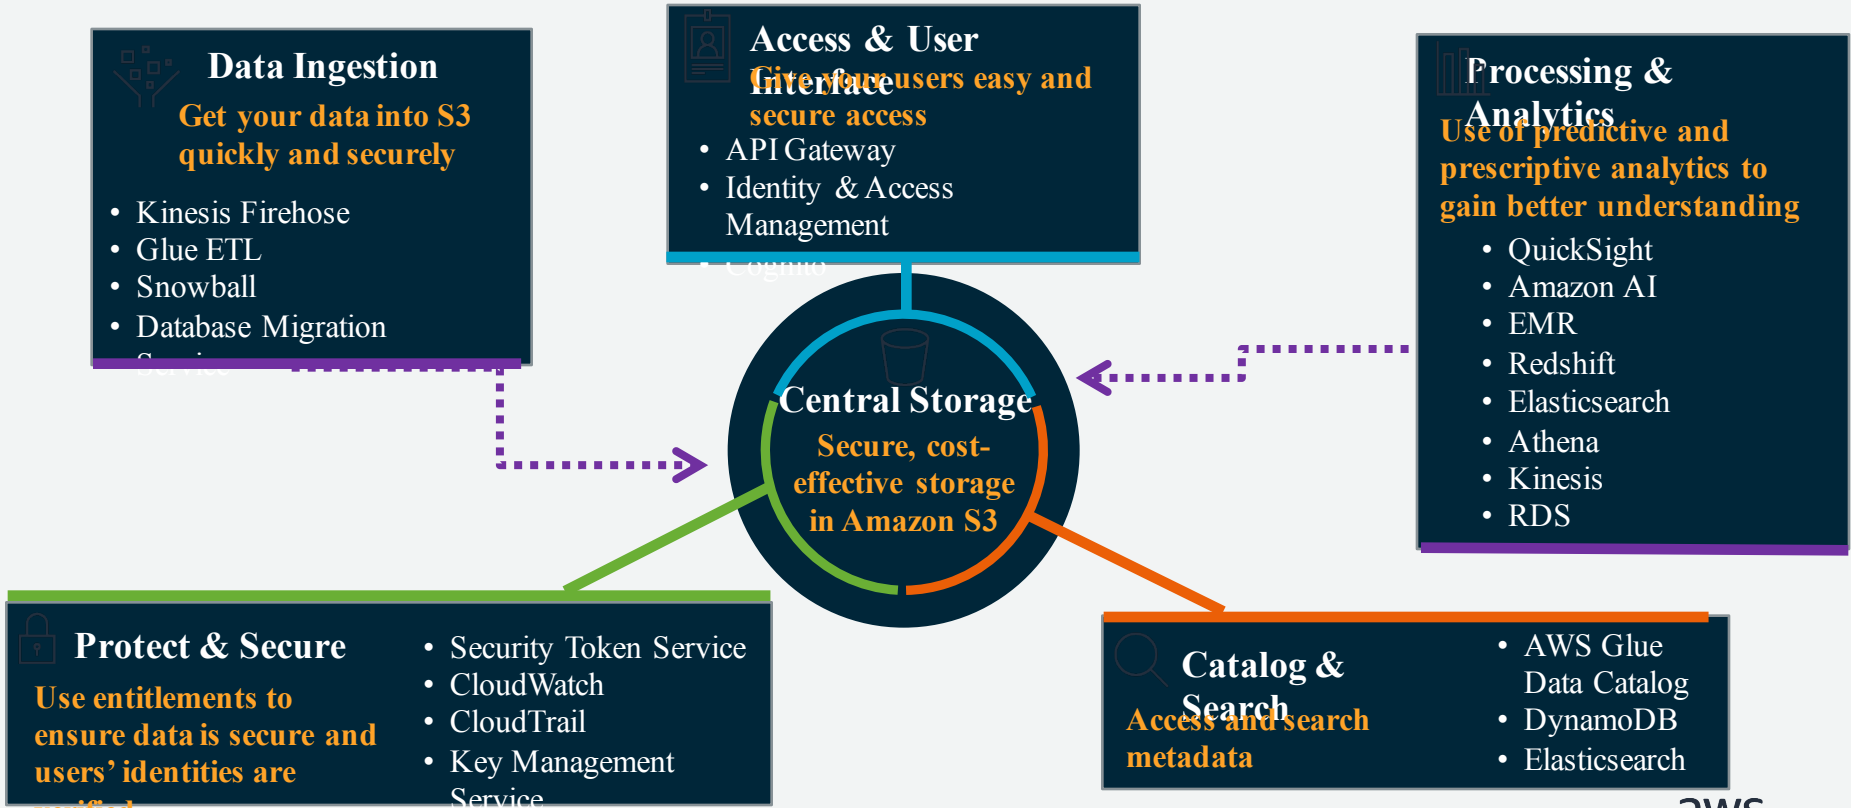 Data Ingestion
Get your data into S3
quickly and securely
• Kinesis Firehose
• Glue ETL
• Snowball
• Database Migration
Service
Access & User
Interface
Give your users easy and
secure access
• API Gateway
• Identity & Access
Management
• Cognito
Processing &
Analytics
Use of predictive and
prescriptive analytics to
gain better understanding
• QuickSight
• Amazon AI
• EMR
• Redshift
• Elasticsearch
• Athena
• Kinesis
• RDS
Central Storage
Secure, cost-
effective storage
in Amazon S3
Protect & Secure
Use entitlements to
ensure data is secure and
users’ identities are
verified
• Security Token Service
• CloudWatch
• CloudTrail
• Key Management
Service
Catalog &
Search
Access and search
metadata
• AWS Glue
Data Catalog
• DynamoDB
• Elasticsearch
aws